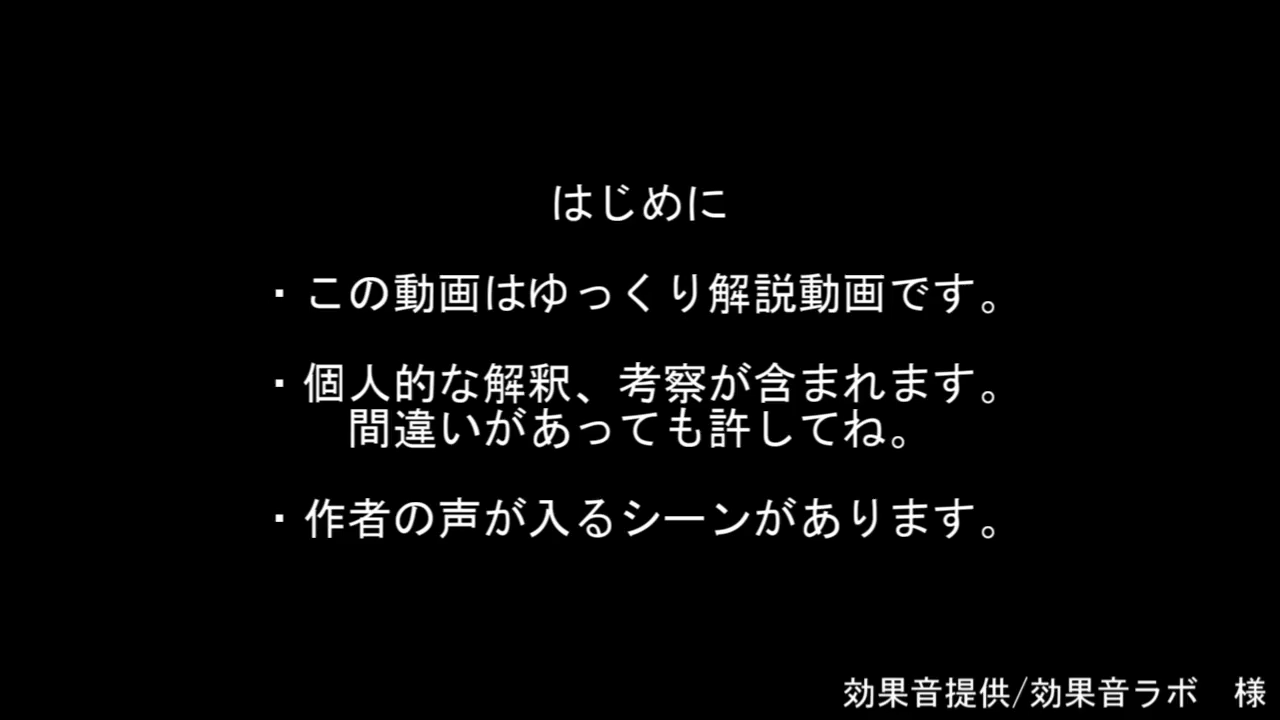 はじめに
・この動画はゆっくり解説動画です。
・個人的な解釈、考察が含まれます。
間違いがあっても許してね。
・作者の声が入るシーンがあります。
効果音提供/効果音ラボ　様